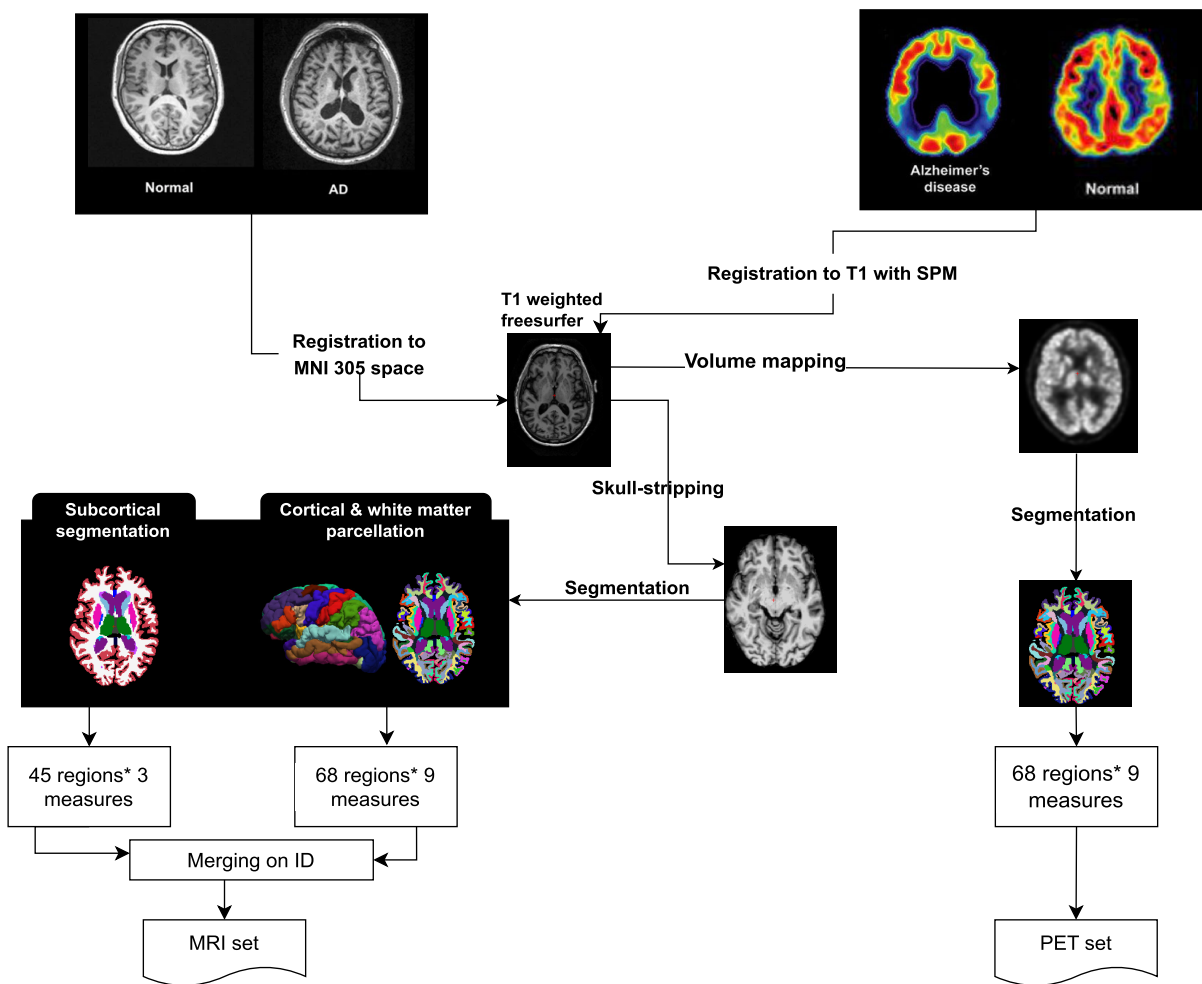 Normal
AD
Alzheimer's
disease
Normal
Registration to T1 with SPM
T1 weighted
freesurfer
Registration to
MNI 305 space
Volume mapping
Skull-stripping
Subcortical
segmentation
Cortical & white matter
parcellation
Segmentation
Segmentation
45 regions* 3
measures
68 regions* 9
measures
68 regions* 9
measures
Merging on ID
MRI set
PET set